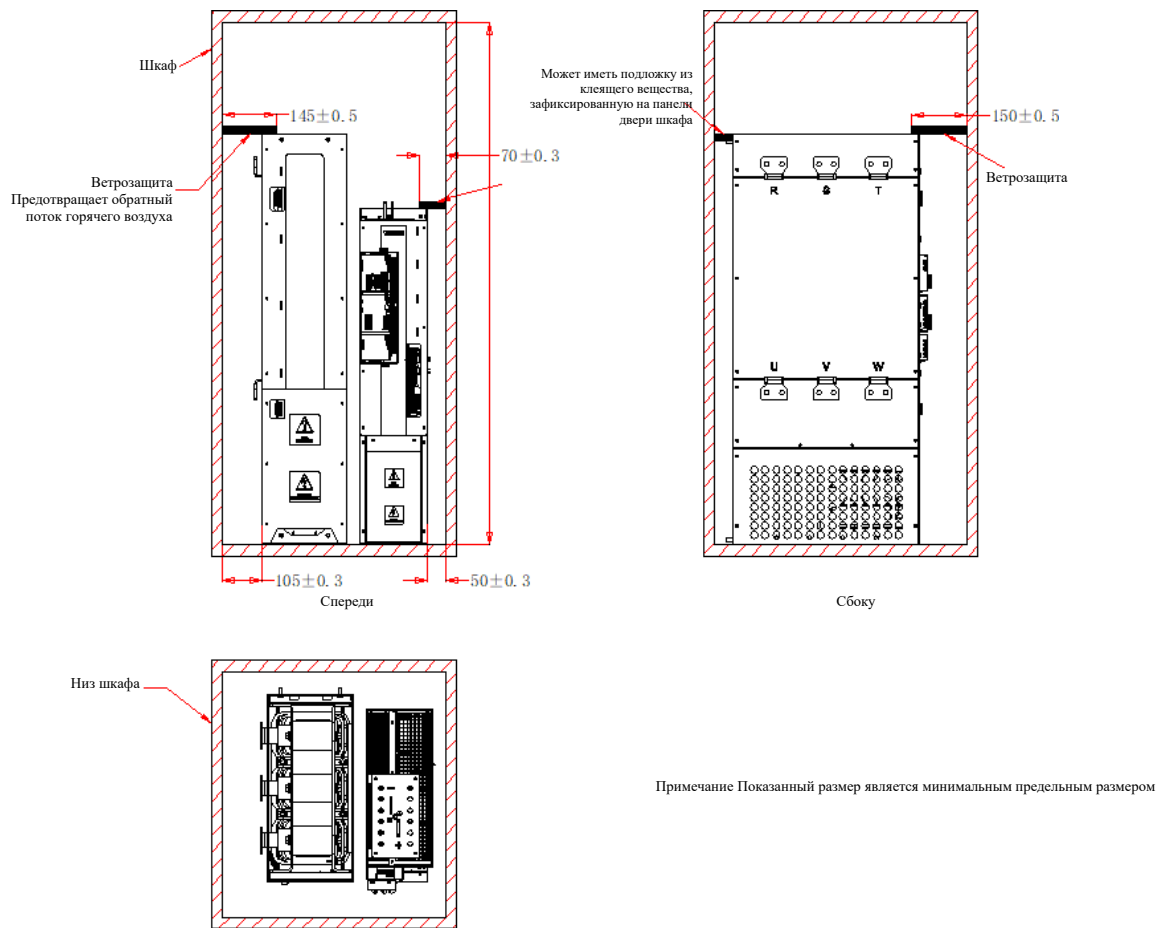 Шкаф
145±0.5
Ветрозащита
Предотвращает обратный
поток горячего воздуха
70±0.3
105±0.3
50±0.3
Спереди
Может иметь подложку из
клеящего вещества,
зафиксированную на панели
двери шкафа
150±0.5
Ветрозащита
R S T
U V W
Сбоку
Низ шкафа
Примечание Показанный размер является минимальным предельным размером